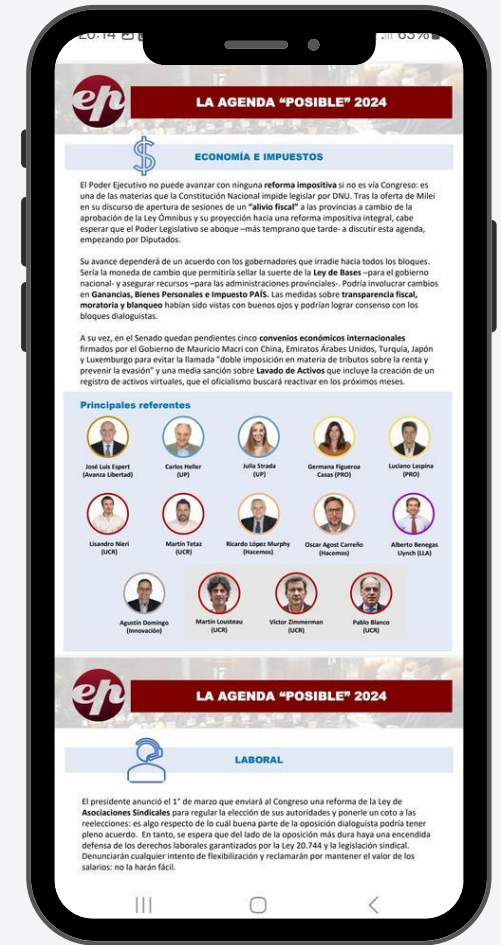 20:14
63%
ep
LA AGENDA “POSIBLE” 2024
ECONOMÍA E IMPUESTOS
El Poder Ejecutivo no puede avanzar con ninguna reforma impositiva si no es vía Congreso: es
una de las materias que la Constitución Nacional impide legislar por DNU. Tras la oferta de Milei
en su discurso de apertura de sesiones de un “alivio fiscal” a las provincias a cambio de la
aprobación de la Ley Ómnibus y su proyección hacia una reforma impositiva integral, cabe
esperar que el Poder Legislativo se aboque –más temprano que tarde- a discutir esta agenda,
empezando por Diputados.
Su avance dependerá de un acuerdo con los gobernadores que irradie hacia todos los bloques.
Sería la moneda de cambio que permitiría sellar la suerte de la Ley de Bases –para el gobierno
nacional- y asegurar recursos –para las administraciones provinciales-. Podría involucrar cambios
en Ganancias, Bienes Personales e Impuesto PAÍS. Las medidas sobre transparencia fiscal,
moratoria y blanqueo habían sido vistas con buenos ojos y podrían lograr consenso con los
bloques dialoguistas.
A su vez, en el Senado quedan pendientes cinco convenios económicos internacionales
firmados por el Gobierno de Mauricio Macri con China, Emiratos Árabes Unidos, Turquía, Japón
y Luxemburgo para evitar la llamada "doble imposición en materia de tributos sobre la renta y
prevenir la evasión" y una media sanción sobre Lavado de Activos que incluye la creación de un
registro de activos virtuales, que el oficialismo buscará reactivar en los próximos meses.
Principales referentes
José Luis Espert
(Avanza Libertad)
Carlos Heller
(UP)
Julia Strada
(UP)
Germana Figueroa
Casas (PRO)
Luciano Laspina
(PRO)
Lisandro Nieri
(UCR)
Martín Tetaz
(UCR)
Ricardo López Murphy
(Hacemos)
Oscar Agost Carreño
(Hacemos)
Alberto Benegas
Llynch (LLA)
Agustín Domingo
(Innovación)
Martín Lousteau
(UCR)
Víctor Zimmerman
(UCR)
Pablo Blanco
(UCR)
ep
LA AGENDA “POSIBLE” 2024
LABORAL
El presidente anunció el 1° de marzo que enviará al Congreso una reforma de la Ley de
Asociaciones Sindicales para regular la elección de sus autoridades y ponerle un coto a las
reelecciones: es algo respecto de lo cuál buena parte de la oposición dialoguista podría tener
pleno acuerdo. En tanto, se espera que del lado de la oposición más dura haya una encendida
defensa de los derechos laborales garantizados por la Ley 20.744 y la legislación sindical.
Denunciarán cualquier intento de flexibilización y reclamarán por mantener el valor de los
salarios: no la harán fácil.